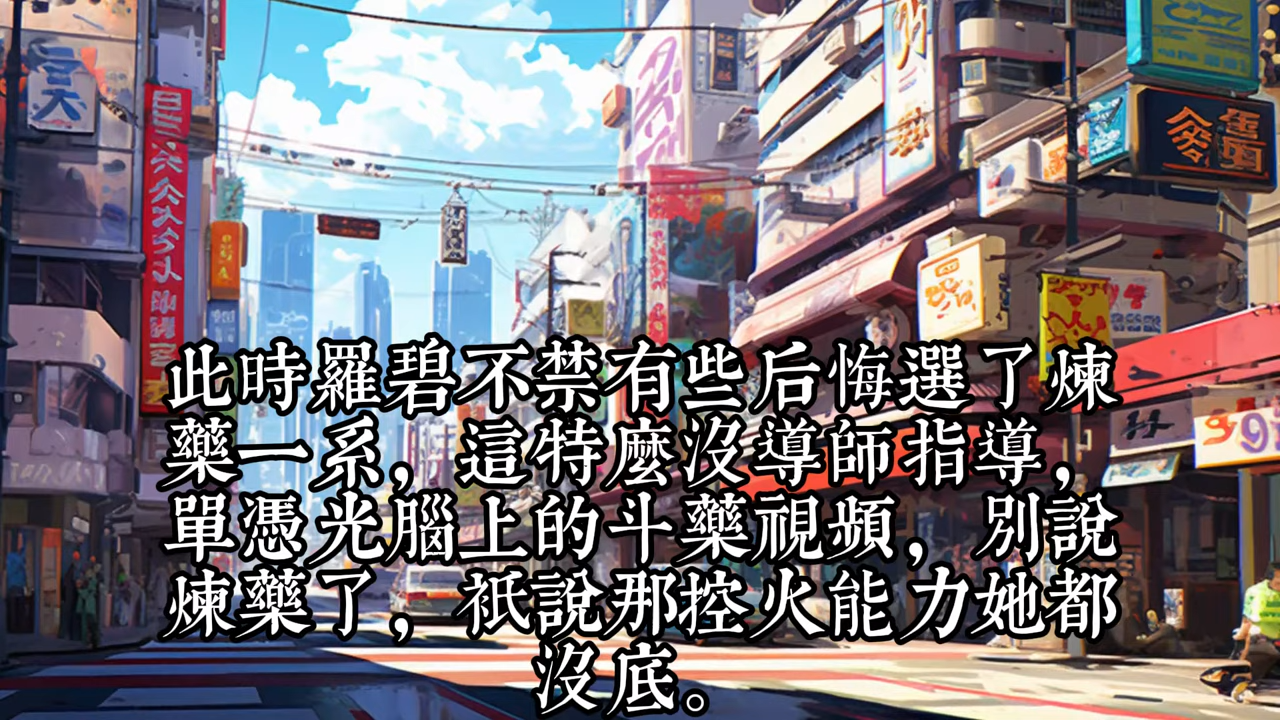 此時羅碧不禁有些后悔選了煉
藥一系，這特麼沒導師指導，
單憑光腦上的斗藥視頻，別說
煉藥了，衹說那控火能力她都
沒底。